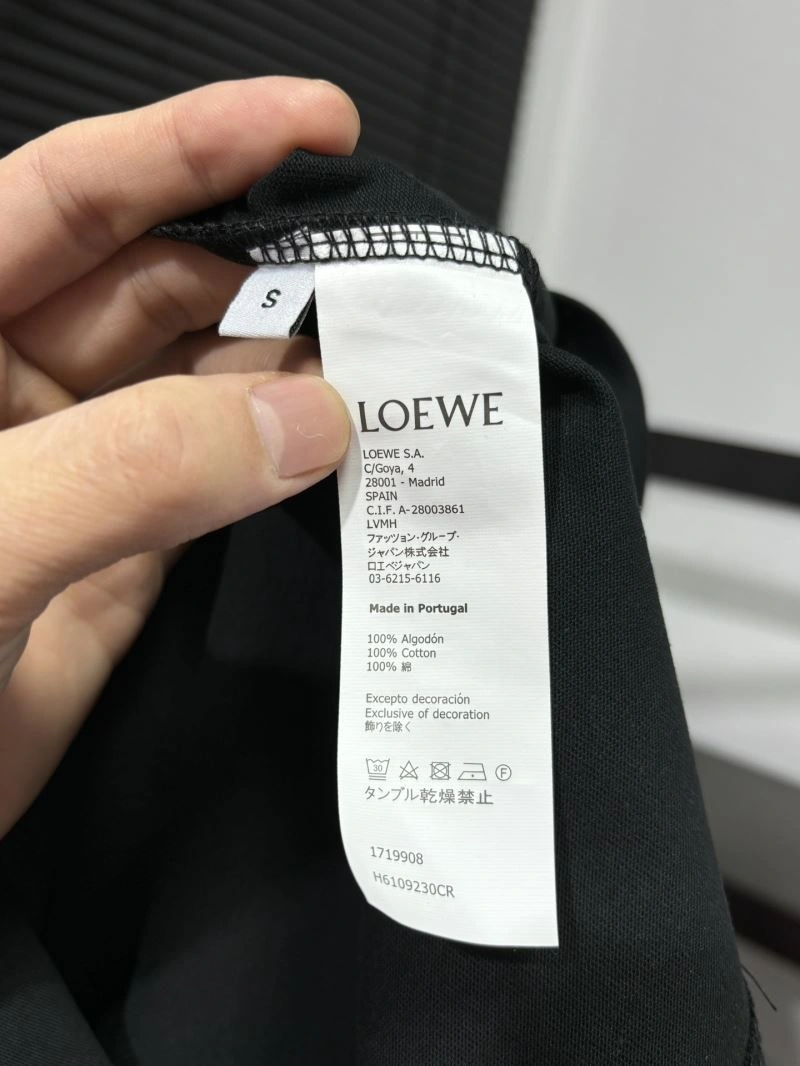 S
LOEWE
LOEWE S.A.
C/Goya, 4
28001 - Madrid
SPAIN
C.I.F. A-28003861
LVMH
ファッツョン·グループ·
ジャパン株式会社
ロエベジャパン
03-6215-6116
Made in Portugal
100% Algodón
100% Cotton
100% 綿
Excepto decoración
Exclusive of decoration
飾りを除く
30
F
タンブル乾燥禁止
1719908
H6109230CR